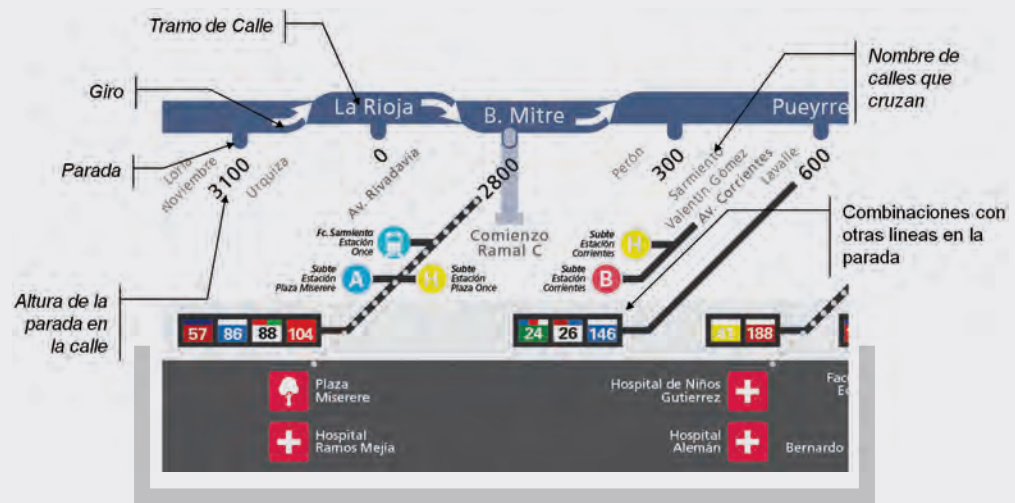 Tramo de Calle
Nombre de
calles que
cruzan
Giro
Parada
La Rioja
B. Mitre
Pueyrre
Loria
Noviembre
3100
Urquiza
0
Av. Rivadavia
2800
Perón
300
Sarmiento
Valentín Gómez
Av. Corrientes
Lavalle
600
Comienzo
Ramal C
Fc. Sarmiento
Estación
Once
A
Subte
Estación
Plaza Miserere
H
Subte
Estación
Plaza Once
Subte
Estación
Corrientes
H
Subte
Estación
Corrientes
B
Combinaciones con
otras lineas en la
parada
Altura de la
parada en
la calle
57 86 88 104
24 26 146
188
Plaza
Miserere
Hospital
Ramos Mejía
Hospital de Niños
Gutierrez
Hospital
Alemán
Bernardo